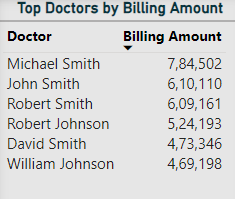 Top Doctors by Billing Amount
Doctor Billing Amount
Michael Smith 7,84,502
John Smith 6,10,110
Robert Smith 6,09,161
Robert Johnson 5,24,193
David Smith 4,73,346
William Johnson 4,69,198